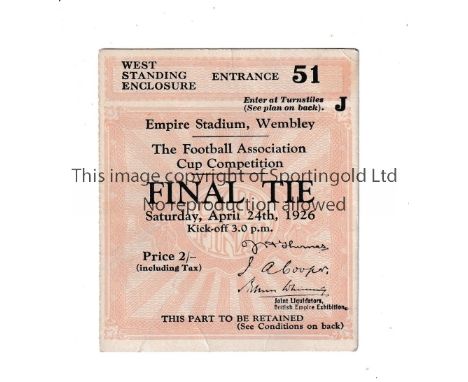 WEST
STANDING
ENCLOSURE
ENTRANCE 51
Enter at Turnstiles
(See plan on back). J
Empire Stadium, Wembley
The Football Association
Cup Competition
This image copyright of Sportingold Ltd
FINAL TIE
No reproduction allowed
Saturday, April 24th, 1926
Kick-off 3.0 p.m.
FINAL
Price 2/-
(including Tax)
Joint Liquidators,
British Empire Exhibition.
THIS PART TO BE RETAINED
(See Conditions on back)